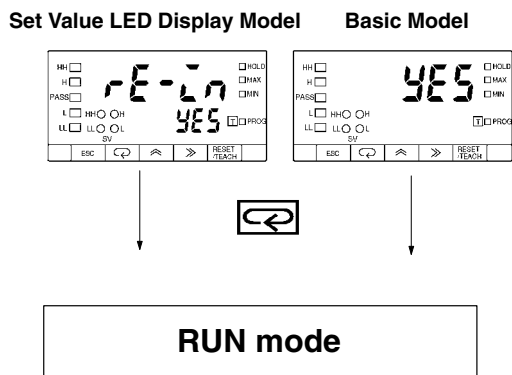 Set Value LED Display Model Basic Model
HH HOLD
H rE-in MAX
PASS MIN
L HH H YES T PROG
LL LL L
SV
ESC RESET /TEACH
HH HOLD
H YES MAX
PASS MIN
L HH H
LL LL L T PROG
SV
ESC RESET /TEACH
RUN mode